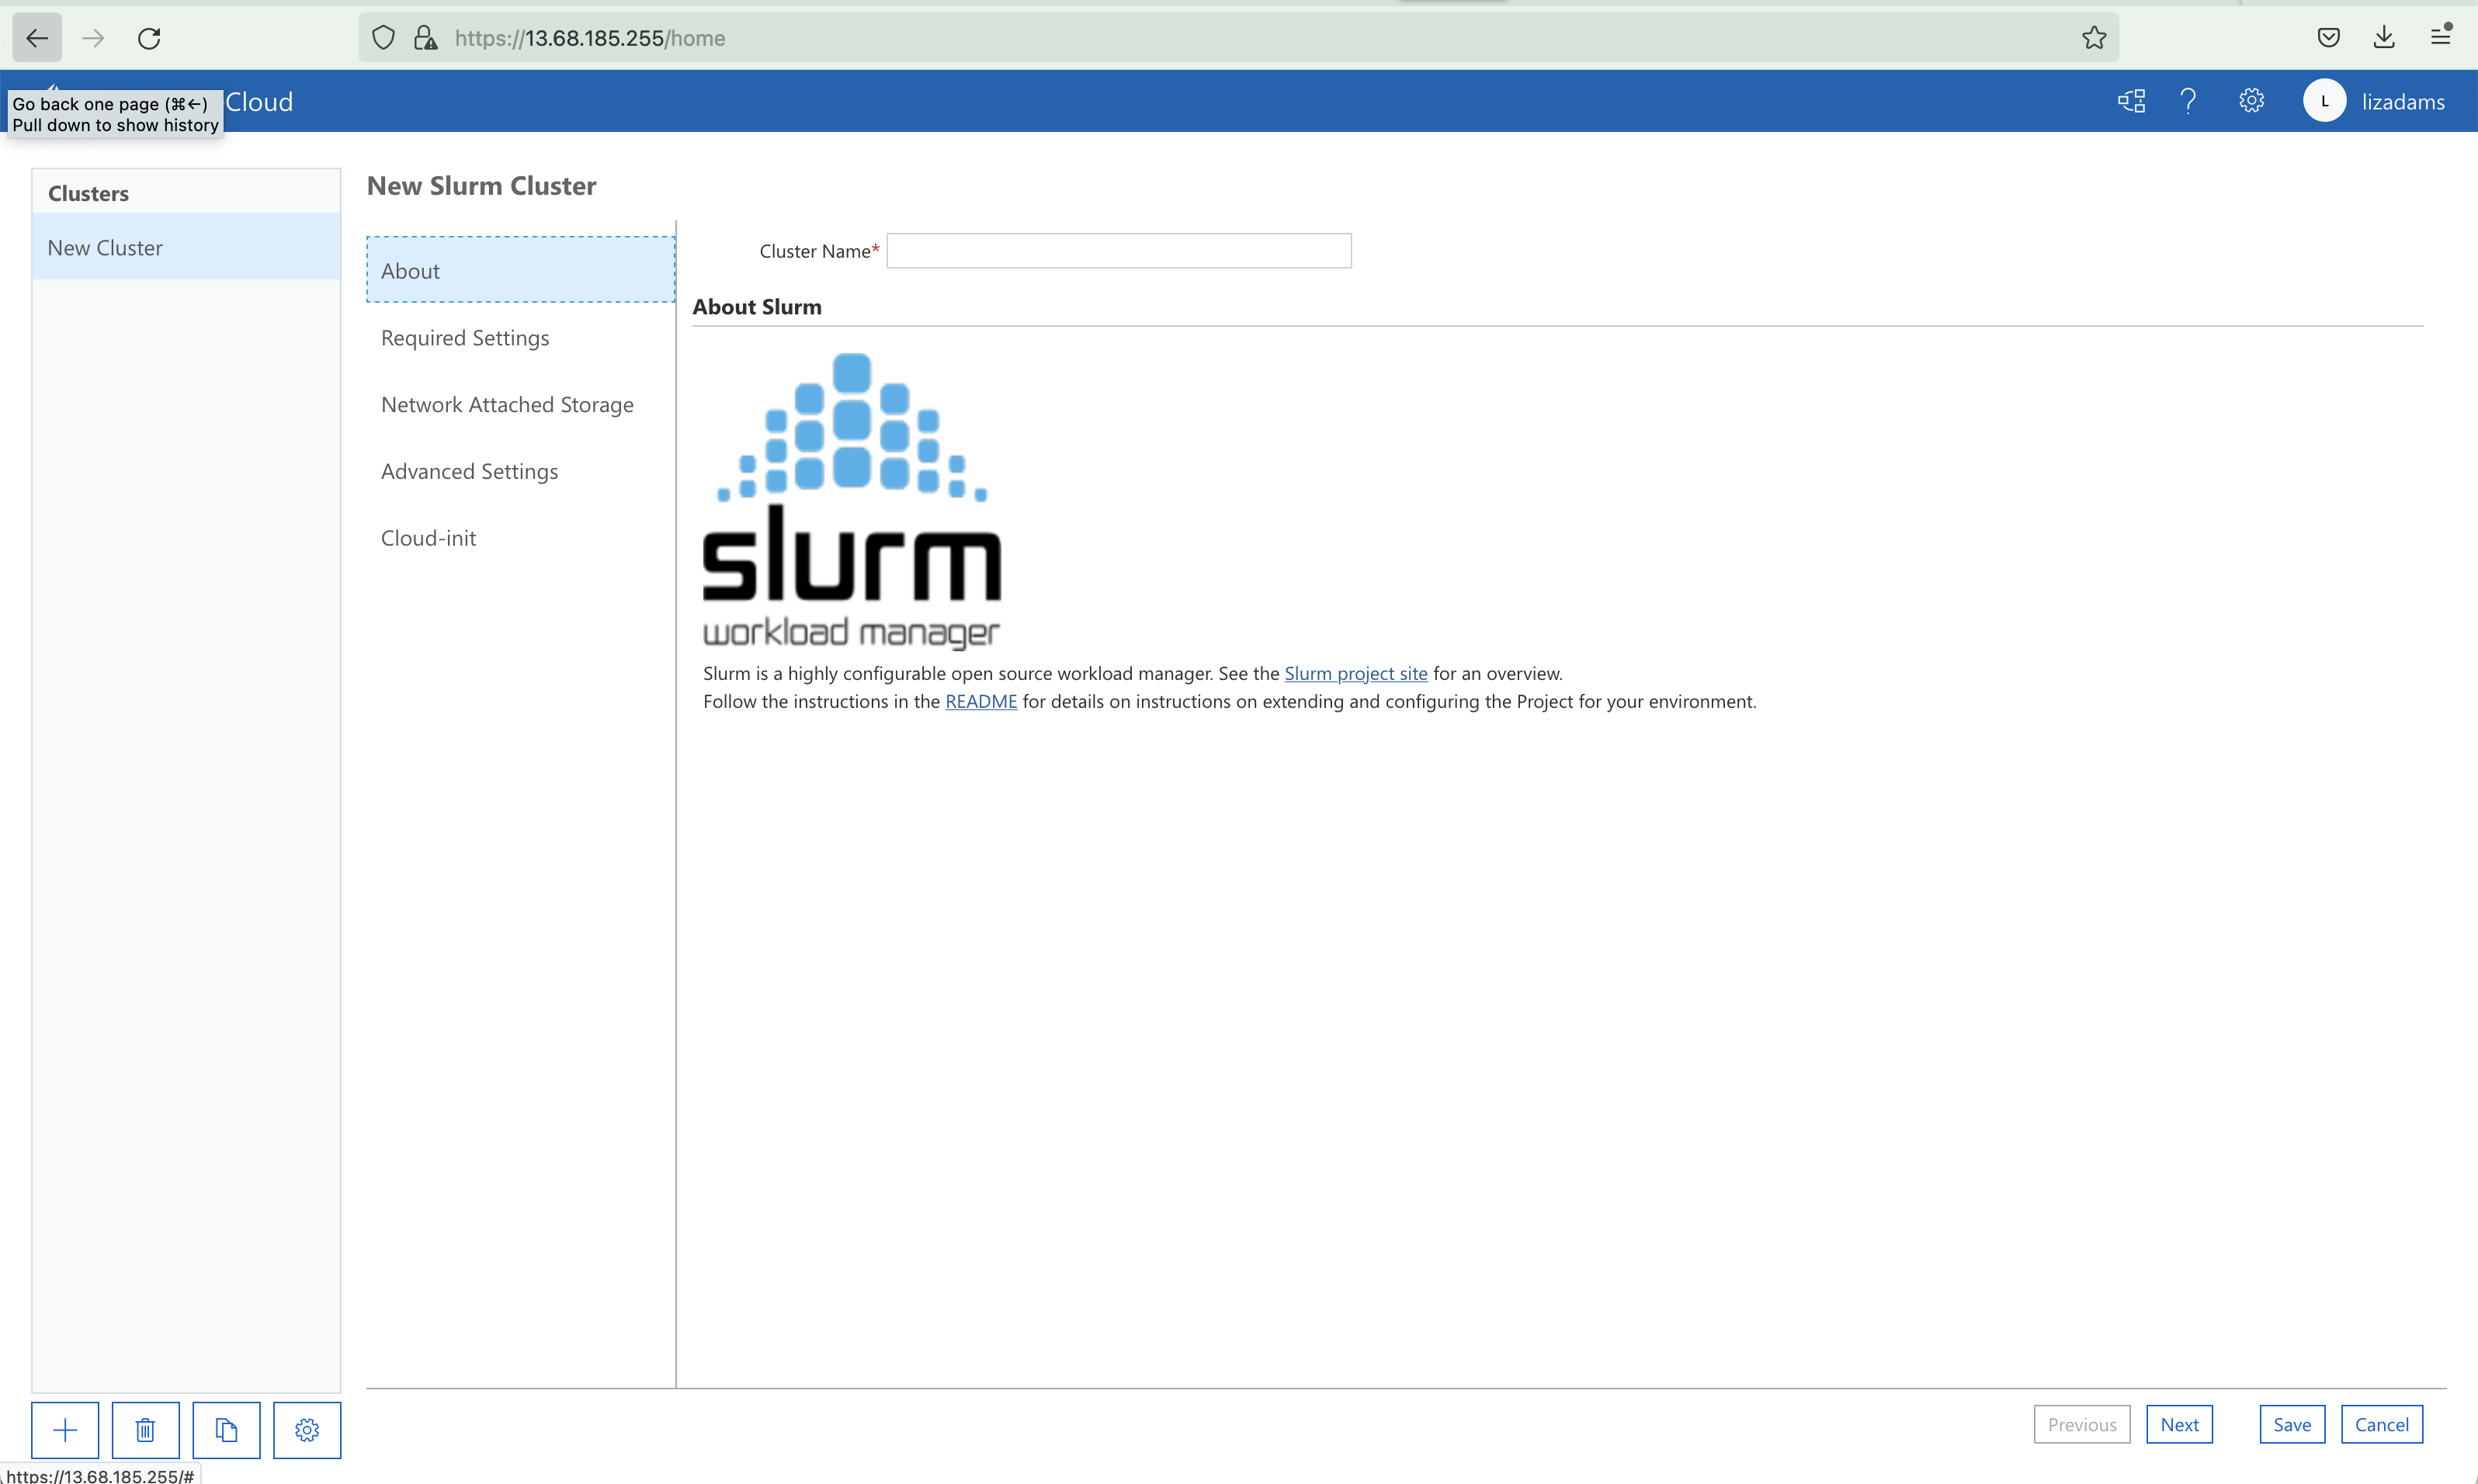 https://13.68.185.255/home
Go back one page (⌘←)
Pull down to show history
Cloud
L
lizadams
Clusters
New Cluster
New Slurm Cluster
About
Required Settings
Network Attached Storage
Advanced Settings
Cloud-init
Cluster Name*
About Slurm
slurm
workload manager
Slurm is a highly configurable open source workload manager. See the Slurm project site for an overview.
Follow the instructions in the README for details on instructions on extending and configuring the Project for your environment.
Previous
Next
Save
Cancel
https://13.68.185.255/#